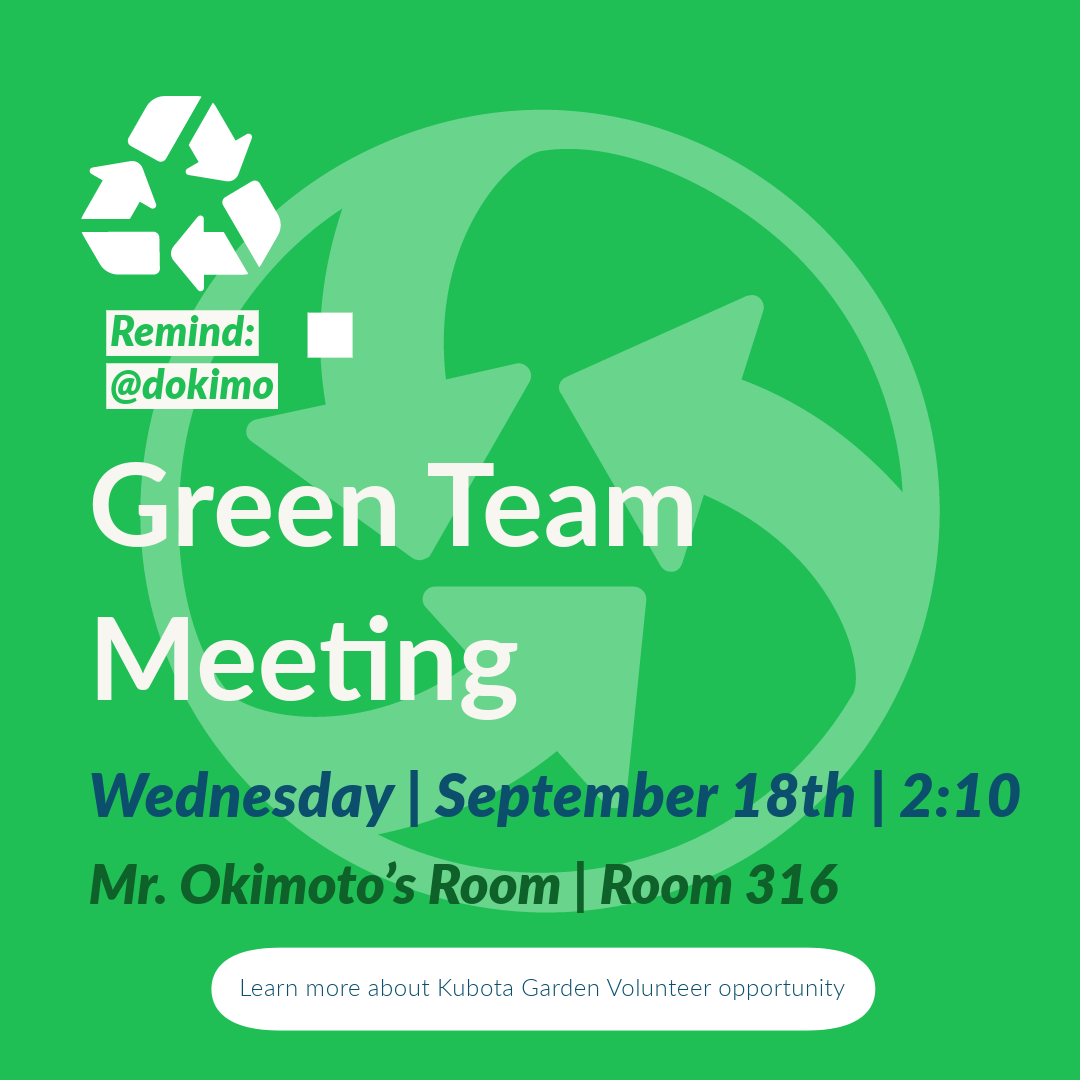 Remind:
@dokimo
Green Team
Meeting
Wednesday | September 18th | 2:10
Mr. Okimoto’s Room | Room 316
Learn more about Kubota Garden Volunteer opportunity